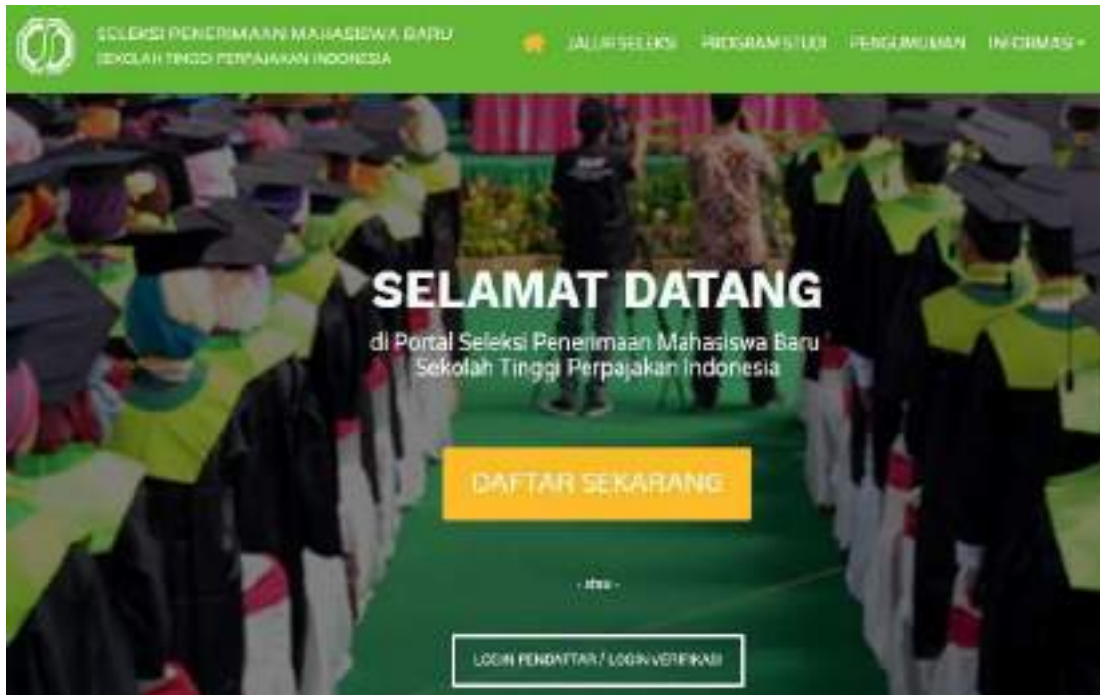 SELEKSI PENERIMAAN MAHASISWA BARU
SEKOLAH TINGGI PERPAJAKAN INDONESIA
JALUR SELEKSI PROGRAM STUDI PENGUMUMAN INFORMASI
SELAMAT DATANG
di Portal Seleksi Penerimaan Mahasiswa Baru
Sekolah Tinggi Perpajakan Indonesia
DAFTAR SEKARANG
- atau -
LOGIN PENDAFTAR / LOGIN VERIFIKASI